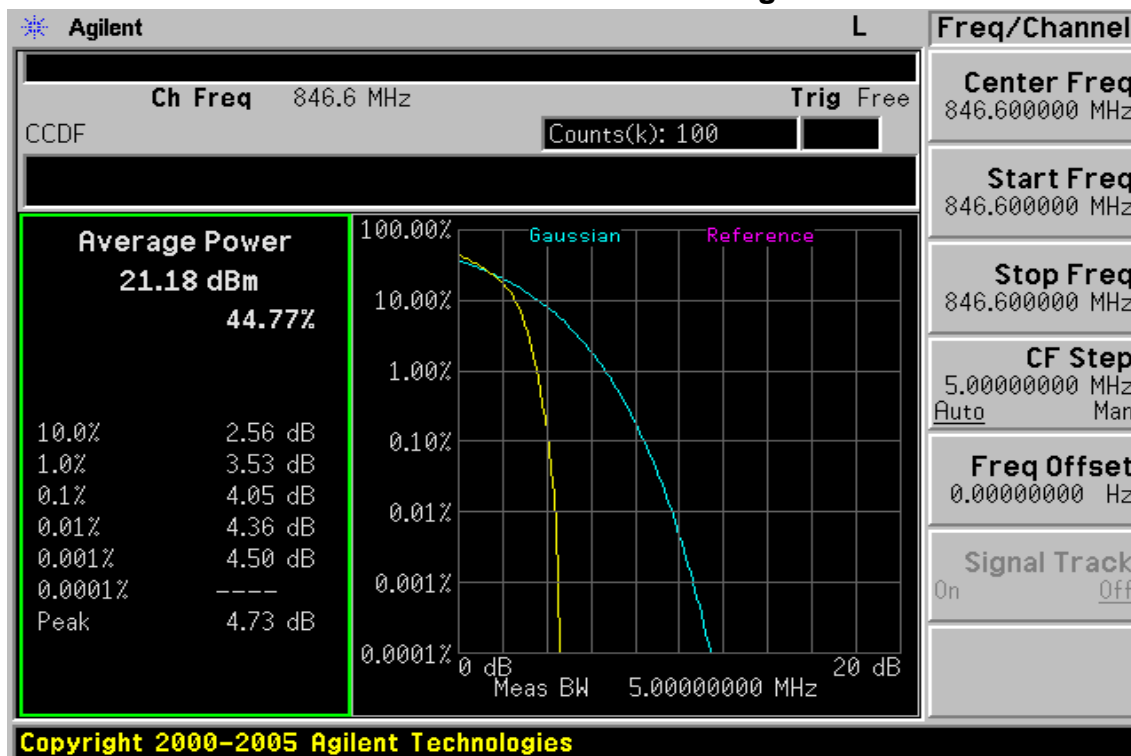 Agilent L
Freq/Channel
Ch Freq 846.6 MHz Trig Free
CCDF Counts(k): 100
Average Power
21.18 dBm
44.77%
10.0% 2.56 dB
1.0% 3.53 dB
0.1% 4.05 dB
0.01% 4.36 dB
0.001% 4.50 dB
0.0001% ----
Peak 4.73 dB
Gaussian Reference
100.00%
10.00%
1.00%
0.10%
0.01%
0.001%
0.0001%
0 dB 20 dB
Meas BW 5.00000000 MHz
Center Freq
846.600000 MHz
Start Freq
846.600000 MHz
Stop Freq
846.600000 MHz
CF Step
5.00000000 MHz
Auto Man
Freq Offset
0.00000000 Hz
Signal Track
On Off
Copyright 2000-2005 Agilent Technologies